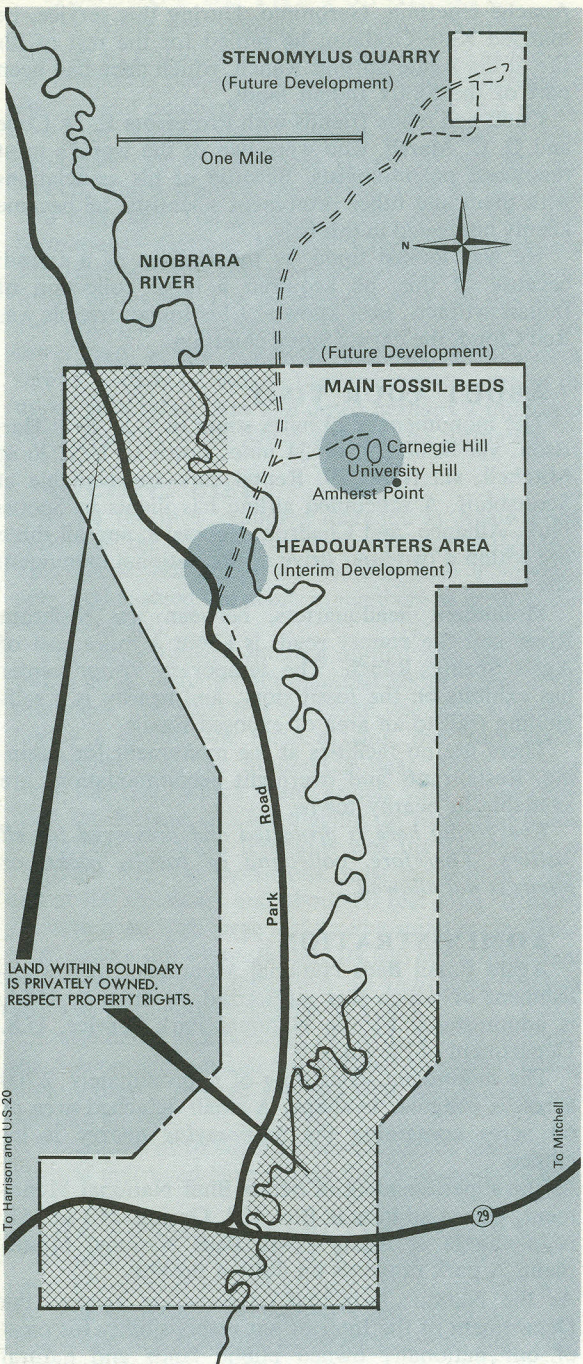 STENOMYLUS QUARRY
(Future Development)
One Mile
NIOBRARA
RIVER
N
(Future Development)
MAIN FOSSIL BEDS
Carnegie Hill
University Hill
Amherst Point
HEADQUARTERS AREA
(Interim Development)
Park Road
LAND WITHIN BOUNDARY
IS PRIVATELY OWNED.
RESPECT PROPERTY RIGHTS.
To Harrison and U.S.20
To Mitchell
29